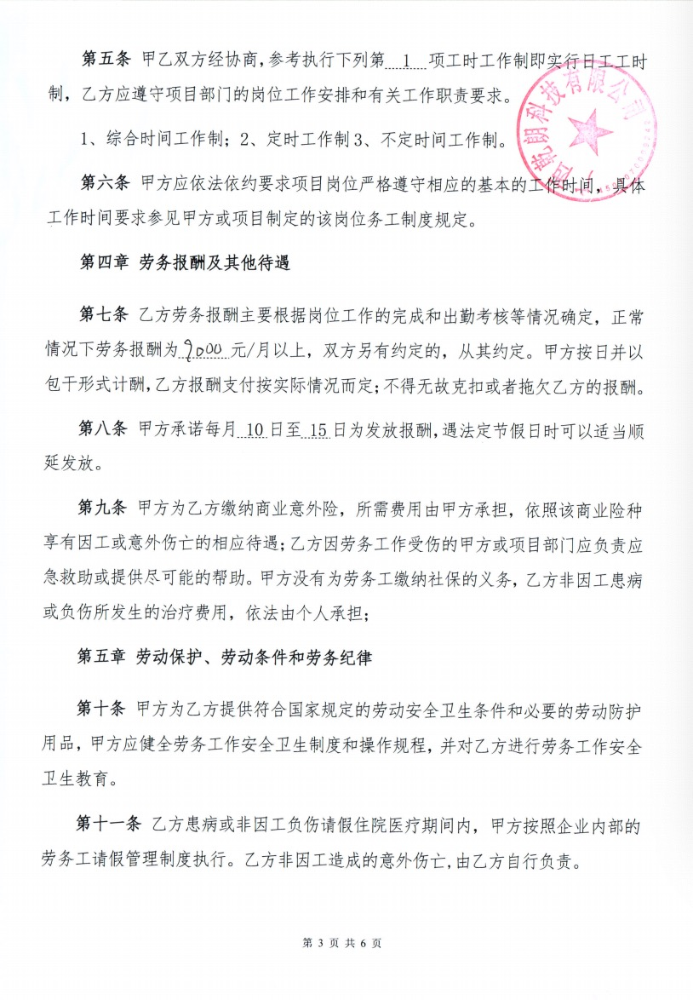 第五条 甲乙双方经协商,参考执行下列第 1 项工时工作制即实行日工工时
制，乙方应遵守项目部门的岗位工作安排和有关工作职责要求。
1、综合时间工作制；2、定时工作制3、不定时间工作制。
乾朗科技有限公司
第六条 甲方应依法依约要求项目岗位严格遵守相应的基本的工作时间，具体
工作时间要求参见甲方或项目制定的该岗位务工制度规定。
第四章 劳务报酬及其他待遇
第七条 乙方劳务报酬主要根据岗位工作的完成和出勤考核等情况确定，正常
情况下劳务报酬为 9000 元/月以上，双方另有约定的，从其约定。甲方按日并以
包干形式计酬,乙方报酬支付按实际情况而定;不得无故克扣或者拖欠乙方的报酬。
第八条 甲方承诺每月 10 日至 15 日为发放报酬,遇法定节假日时可以适当顺
延发放。
第九条 甲方为乙方缴纳商业意外险，所需费用由甲方承担，依照该商业险种
享有因工或意外伤亡的相应待遇;乙方因劳务工作受伤的甲方或项目部门应负责应
急救助或提供尽可能的帮助。甲方没有为劳务工缴纳社保的义务，乙方非因工患病
或负伤所发生的治疗费用，依法由个人承担;
第五章 劳动保护、劳动条件和劳务纪律
第十条 甲方为乙方提供符合国家规定的劳动安全卫生条件和必要的劳动防护
用品，甲方应健全劳务工作安全卫生制度和操作规程，并对乙方进行劳务工作安全
卫生教育。
第十一条 乙方患病或非因工负伤请假住院医疗期间内，甲方按照企业内部的
劳务工请假管理制度执行。乙方非因工造成的意外伤亡,由乙方自行负责。
第 3 页 共 6 页